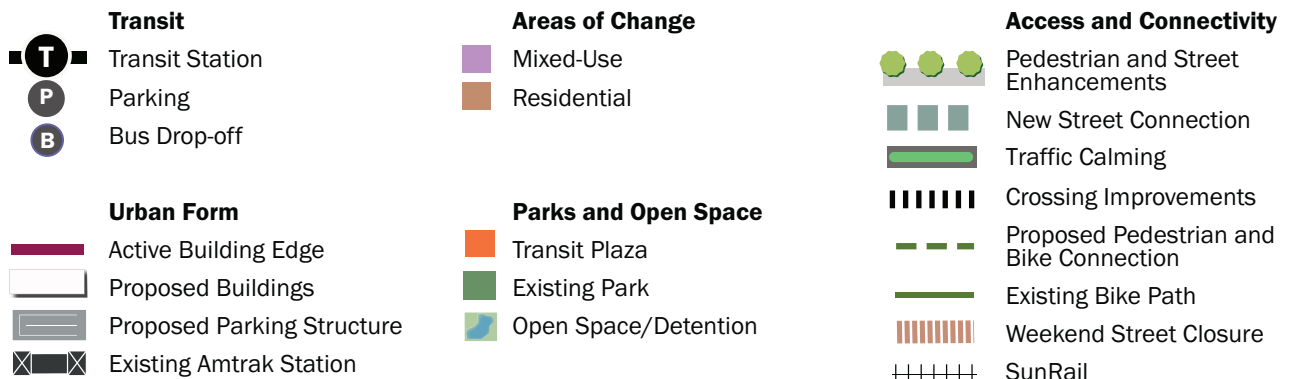 Transit
T
Transit Station
P
Parking
B
Bus Drop-off
Urban Form
Active Building Edge
Proposed Buildings
Proposed Parking Structure
Existing Amtrak Station
Areas of Change
Mixed-Use
Residential
Parks and Open Space
Transit Plaza
Existing Park
Open Space/Detention
Access and Connectivity
Pedestrian and Street
Enhancements
New Street Connection
Traffic Calming
Crossing Improvements
Proposed Pedestrian and
Bike Connection
Existing Bike Path
Weekend Street Closure
SunRail